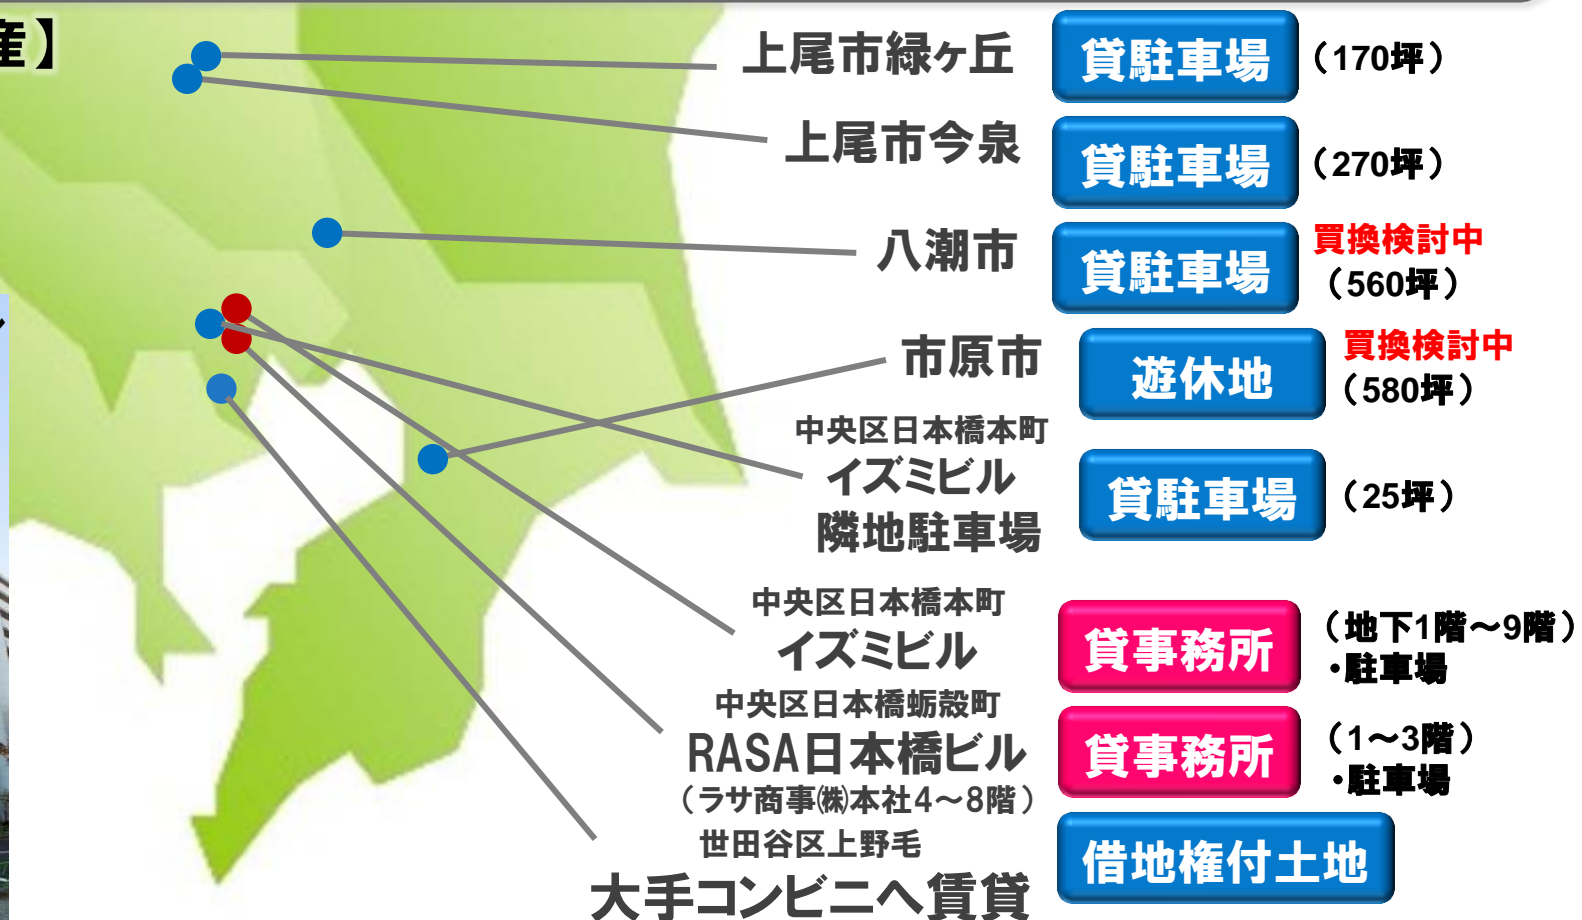 産】
上尾市緑ヶ丘 貸駐車場 （170坪）
上尾市今泉 貸駐車場 （270坪）
八潮市 貸駐車場 買換検討中
（560坪）
市原市 遊休地 買換検討中
（580坪）
中央区日本橋本町
イズミビル
隣地駐車場 貸駐車場 （25坪）
中央区日本橋本町
イズミビル 貸事務所 （地下1階～9階）
・駐車場
中央区日本橋蛎殻町
RASA日本橋ビル 貸事務所 （1～3階）
・駐車場
（ラサ商事㈱本社4～8階）
世田谷区上野毛
大手コンビニへ賃貸 借地権付土地